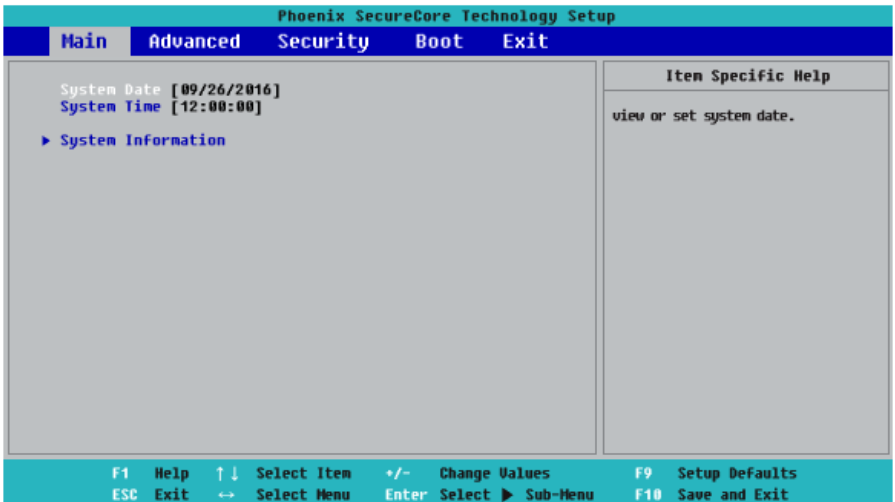 Phoenix SecureCore Technology Setup
Main Advanced Security Boot Exit
System Date [09/26/2016]
System Time [12:00:00]
▶ System Information
Item Specific Help
view or set system date.
F1 Help ↑↓ Select Item +/- Change Values F9 Setup Defaults
ESC Exit ↔ Select Menu Enter Select ▶ Sub-Menu F10 Save and Exit